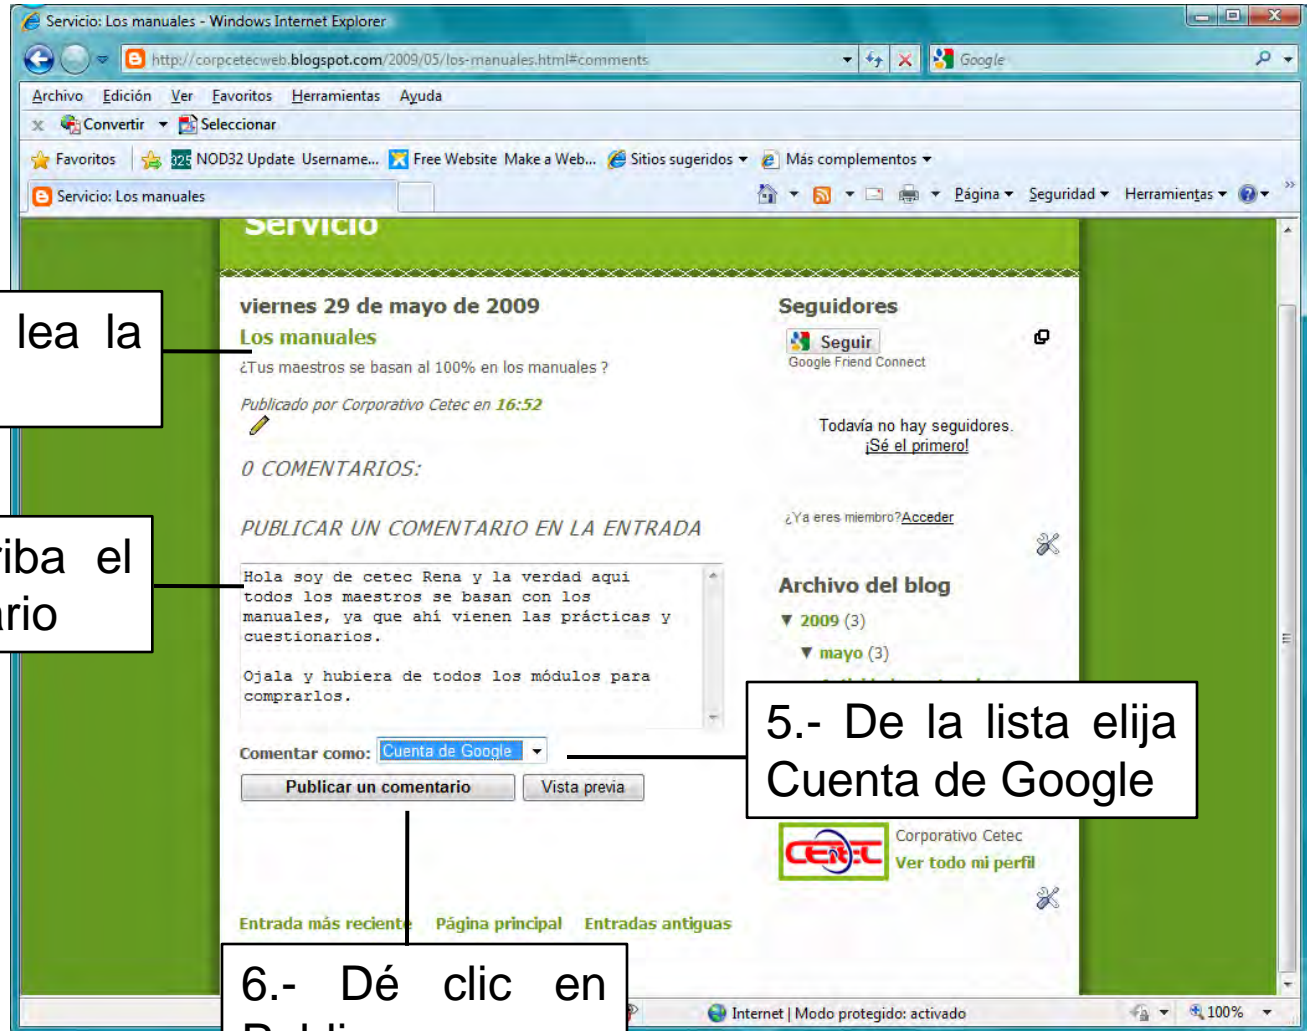 Servicio: Los manuales - Windows Internet Explorer
http://corpcetecweb.blogspot.com/2009/05/los-manuales.html#comments
Google
Archivo Edición Ver Favoritos Herramientas Ayuda
x Convertir Seleccionar
Favoritos NOD32 Update Username... Free Website Make a Web... Sitios sugeridos Más complementos
Servicio: Los manuales
Página Seguridad Herramientas
Servicio
viernes 29 de mayo de 2009
Los manuales
¿Tus maestros se basan al 100% en los manuales ?
Publicado por Corporativo Cetec en 16:52
0 COMENTARIOS:
PUBLICAR UN COMENTARIO EN LA ENTRADA
Hola soy de cetec Rena y la verdad aqui
todos los maestros se basan con los
manuales, ya que ahí vienen las prácticas y
cuestionarios.
Ojala y hubiera de todos los módulos para
comprarlos.
Comentar como: Cuenta de Google
Publicar un comentario Vista previa
Entrada más reciente Página principal Entradas antiguas
Seguidores
Seguir
Google Friend Connect
Todavía no hay seguidores.
¡Sé el primero!
¿Ya eres miembro?Acceder
Archivo del blog
▼ 2009 (3)
▼ mayo (3)
CETEC
Corporativo Cetec
Ver todo mi perfil
lea la
riba el
ario
5.- De la lista elija
Cuenta de Google
6.- Dé clic en
Internet | Modo protegido: activado
100%